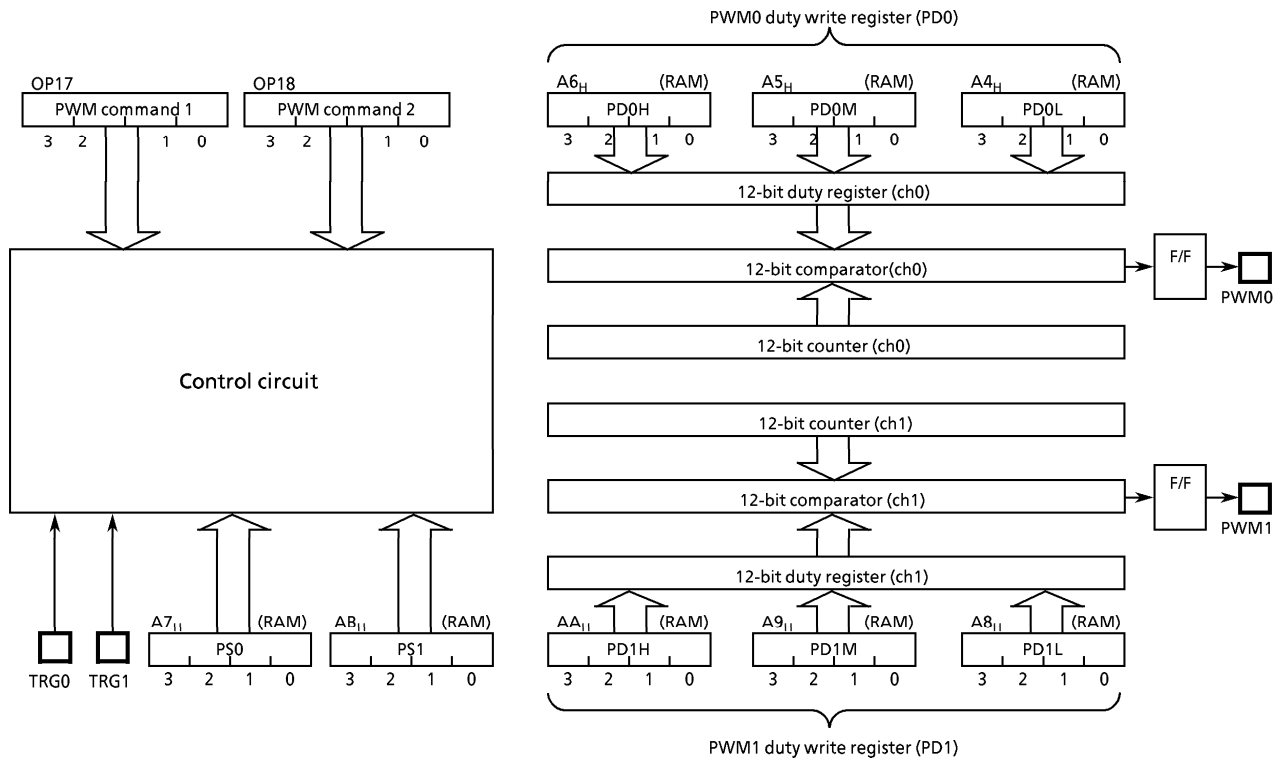 PWM0 duty write register (PD0)
OP17
OP18
A6H (RAM)
A5H (RAM)
A4H (RAM)
PWM command 1
PWM command 2
PD0H
PD0M
PD0L
3 2 1 0
3 2 1 0
3 2 1 0
3 2 1 0
3 2 1 0
12-bit duty register (ch0)
12-bit comparator(ch0)
F/F
PWM0
12-bit counter (ch0)
Control circuit
12-bit counter (ch1)
12-bit comparator (ch1)
F/F
PWM1
12-bit duty register (ch1)
A7H (RAM)
ABH (RAM)
AAH (RAM)
A9H (RAM)
A8H (RAM)
PS0
PS1
PD1H
PD1M
PD1L
TRG0
TRG1
3 2 1 0
3 2 1 0
3 2 1 0
3 2 1 0
3 2 1 0
PWM1 duty write register (PD1)